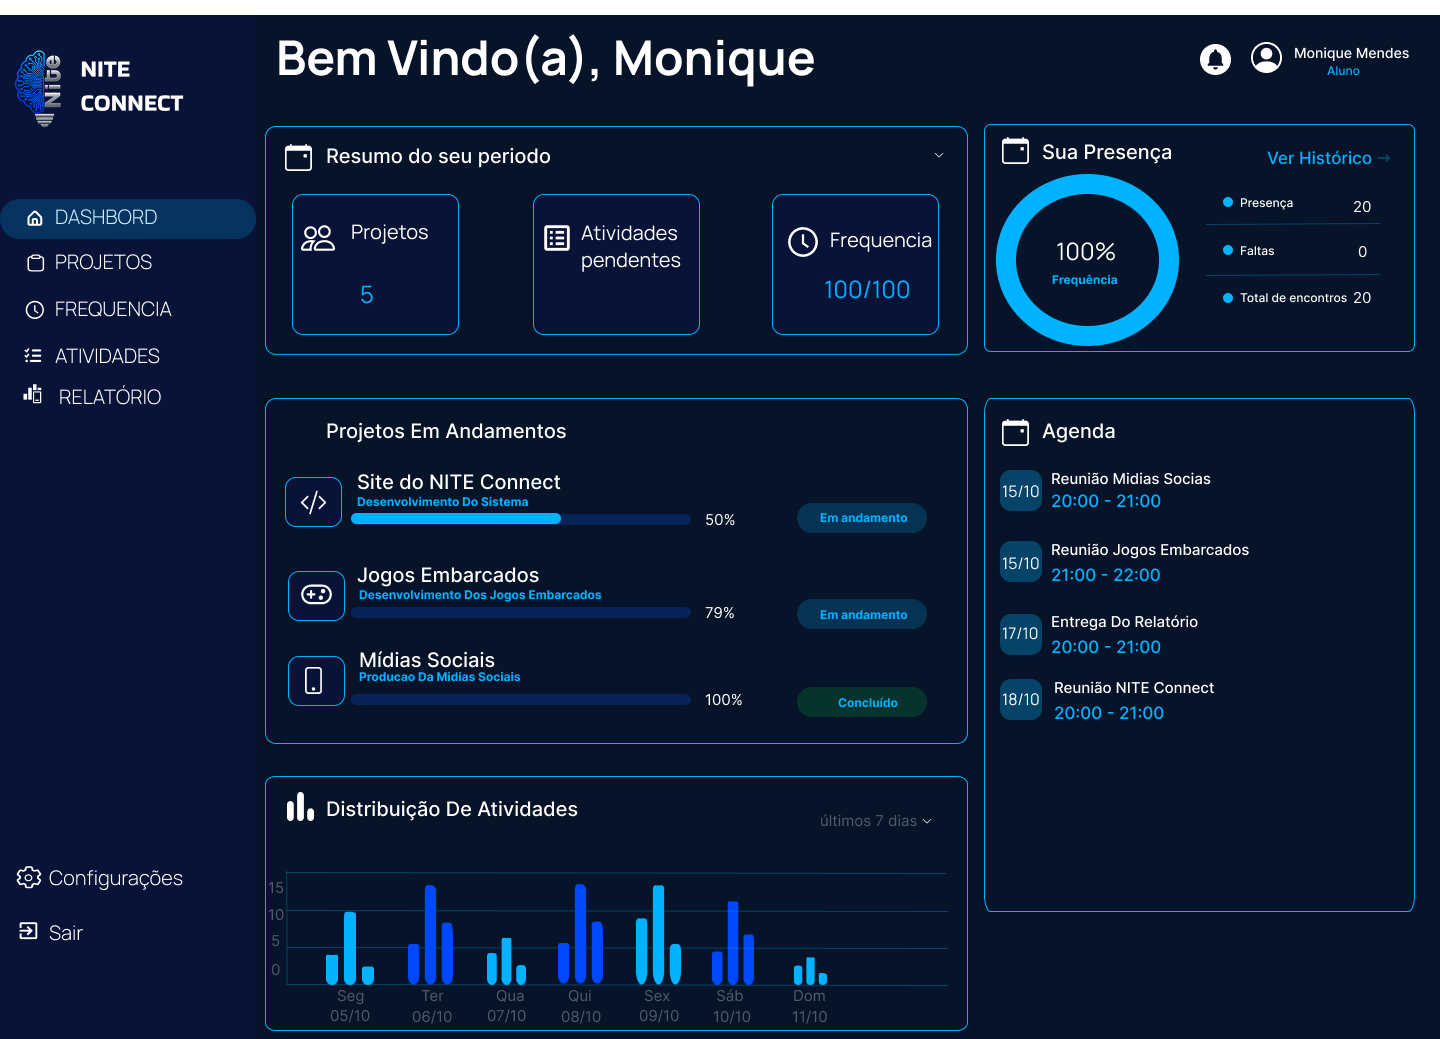 Nite
NITE
CONNECT
DASHBORD
PROJETOS
FREQUENCIA
ATIVIDADES
RELATÓRIO
Configurações
Sair
Bem Vindo(a), Monique
Monique Mendes
Aluno
Resumo do seu periodo
Projetos
5
Atividades
pendentes
Frequencia
100/100
Sua Presença
Ver Histórico →
100%
Frequência
Presença 20
Faltas 0
Total de encontros 20
Projetos Em Andamentos
Site do NITE Connect
Desenvolvimento Do Sistema
50%
Em andamento
Jogos Embarcados
Desenvolvimento Dos Jogos Embarcados
79%
Em andamento
Mídias Sociais
Producao Da Midias Sociais
100%
Concluído
Agenda
15/10
Reunião Midias Socias
20:00 - 21:00
15/10
Reunião Jogos Embarcados
21:00 - 22:00
17/10
Entrega Do Relatório
20:00 - 21:00
18/10
Reunião NITE Connect
20:00 - 21:00
Distribuição De Atividades
últimos 7 dias
15
10
5
0
Seg Ter Qua Qui Sex Sáb Dom
05/10 06/10 07/10 08/10 09/10 10/10 11/10